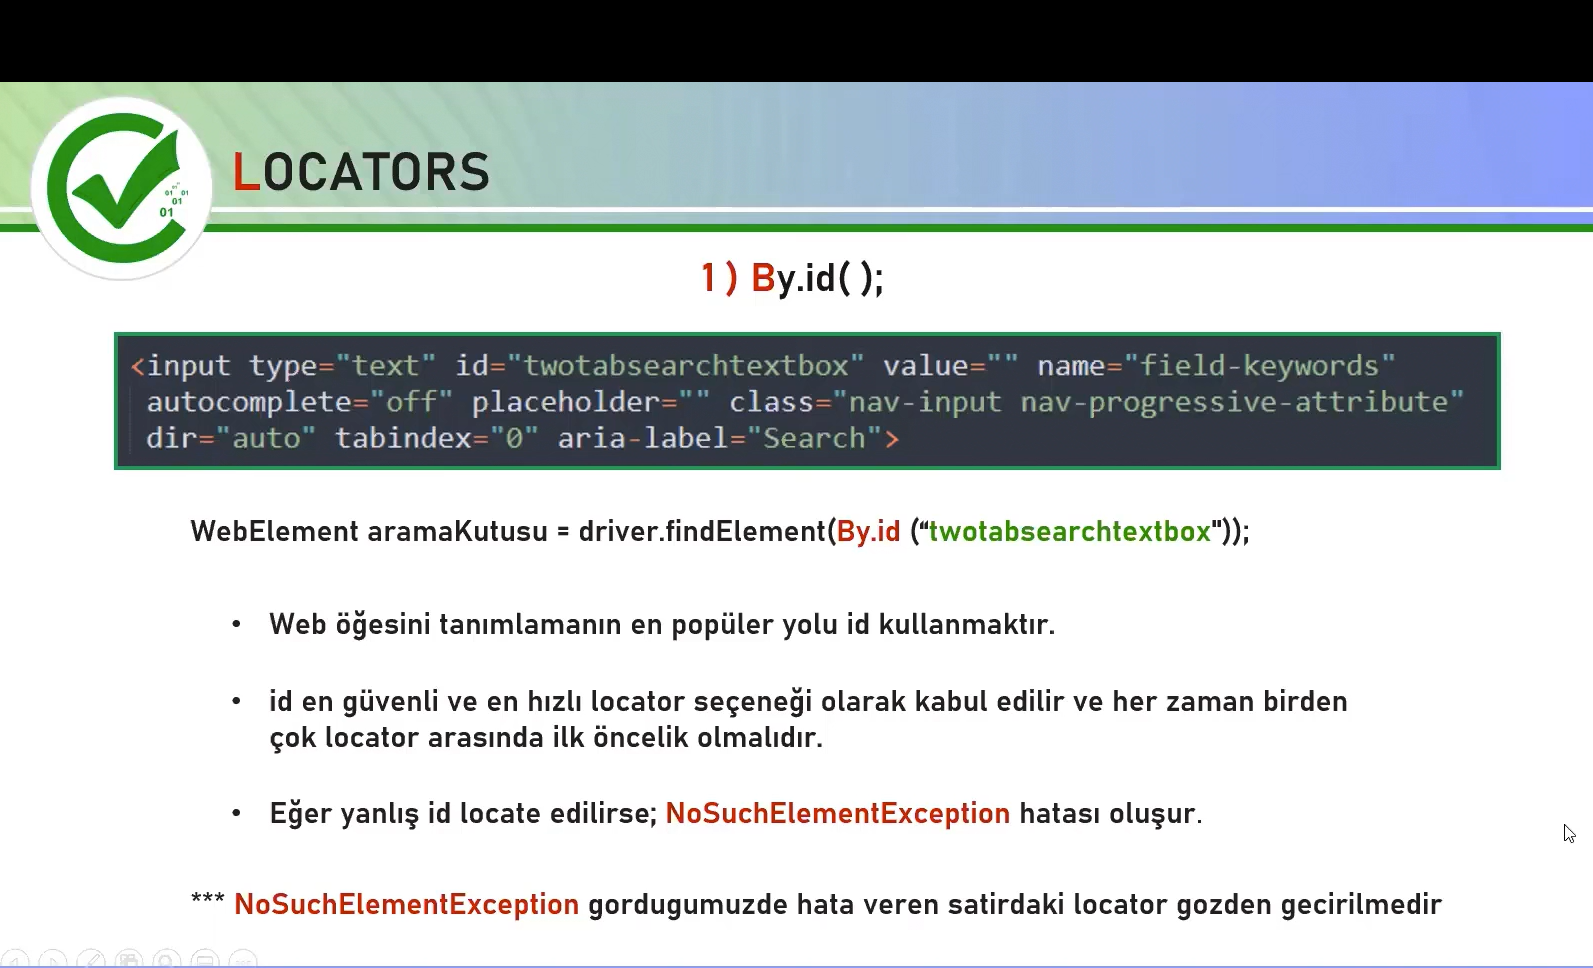 LOCATORS
01 01
01
01
1 ) By.id( );
<input type="text" id="twotabsearchtextbox" value="" name="field-keywords"
autocomplete="off" placeholder="" class="nav-input nav-progressive-attribute"
dir="auto" tabindex="0" aria-label="Search">
WebElement aramaKutusu = driver.findElement(By.id (“twotabsearchtextbox"));
• Web öğesini tanımlamanın en popüler yolu id kullanmaktır.
• id en güvenli ve en hızlı locator seçeneği olarak kabul edilir ve her zaman birden
çok locator arasında ilk öncelik olmalıdır.
• Eğer yanlış id locate edilirse; NoSuchElementException hatası oluşur.
*** NoSuchElementException gordugumuzde hata veren satirdaki locator gozden gecirilmedir